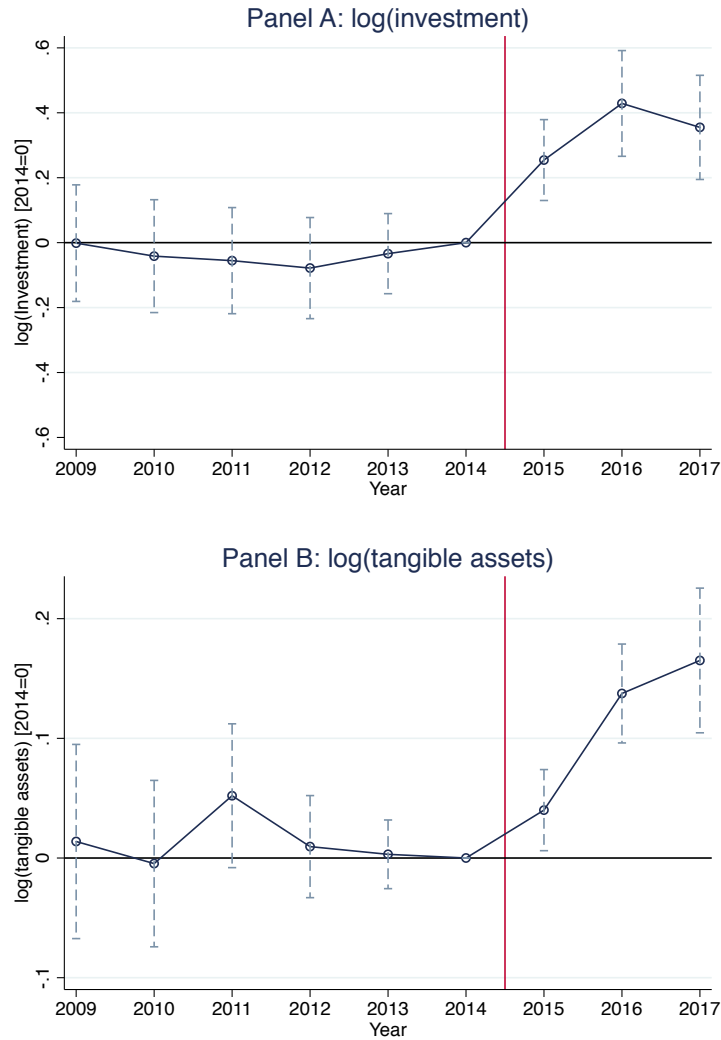 Panel A: log(investment)
log(Investment) [2014=0]
.6
.4
.2
0
-.2
-.4
-.6
2009 2010 2011 2012 2013 2014 2015 2016 2017
Year
Panel B: log(tangible assets)
log(tangible assets) [2014=0]
.2
.1
0
-.1
2009 2010 2011 2012 2013 2014 2015 2016 2017
Year